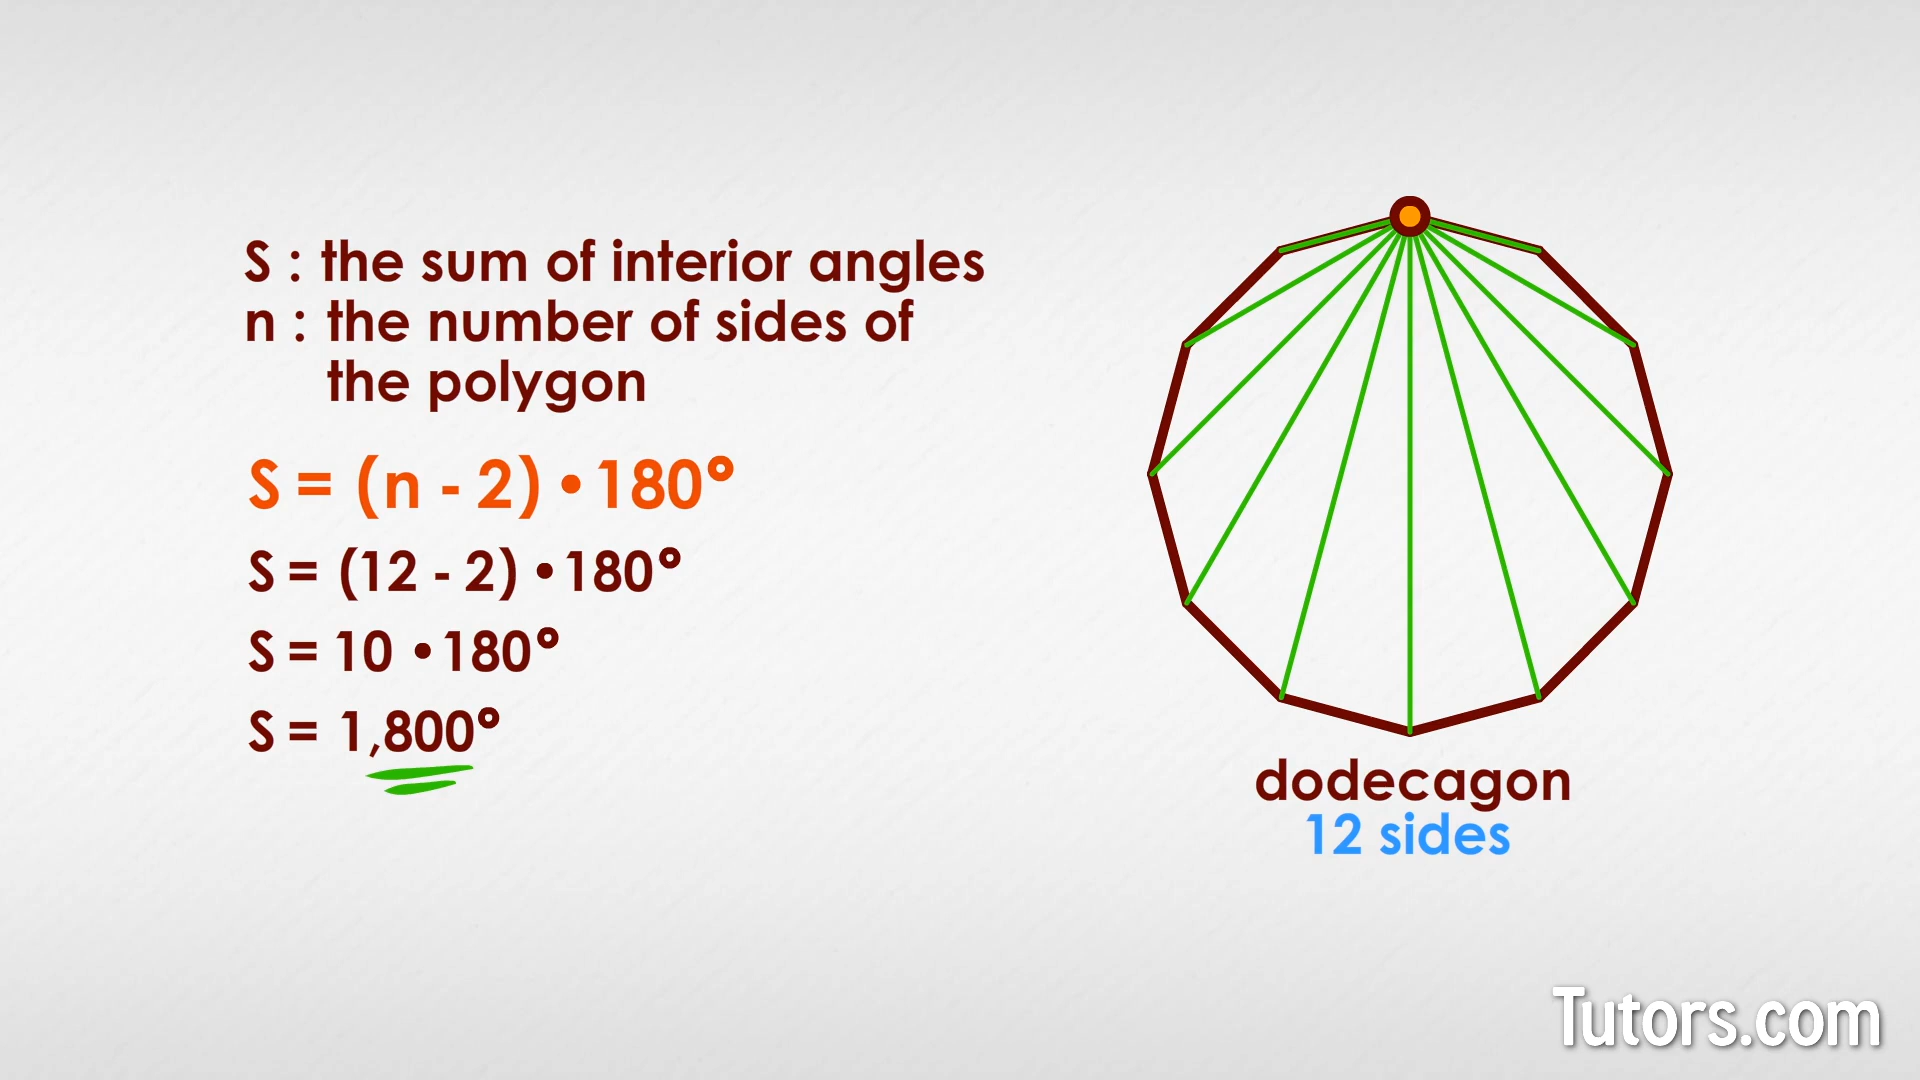 S : the sum of interior angles
n : the number of sides of
the polygon
S = (n - 2) • 180°
S = (12 - 2) • 180°
S = 10 • 180°
S = 1,800°
dodecagon
12 sides
Tutors.com